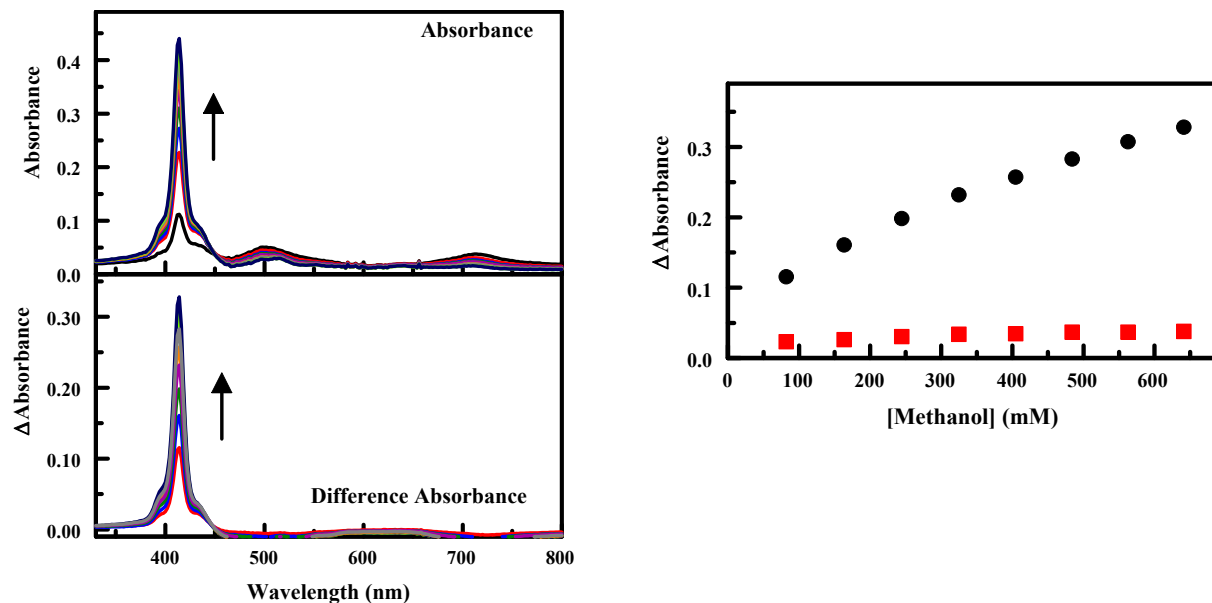 Absorbance
Absorbance
0.4
0.3
0.2
0.1
0.0
ΔAbsorbance
0.30
0.20
0.10
0.00
Difference Absorbance
400 500 600 700 800
Wavelength (nm)
ΔAbsorbance
0.3
0.2
0.1
0.0
0 100 200 300 400 500 600
[Methanol] (mM)